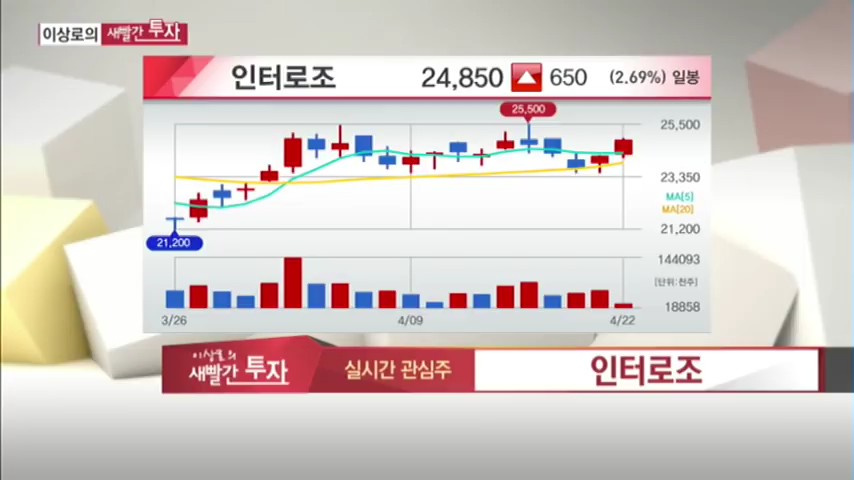 이상로의 새빨간 투자
인터로조 24,850 650 (2.69%) 일봉
25,500
25,500
23,350
MA[5]
MA[20]
21,200
21,200
144093
[단위:천주]
18858
3/26 4/09 4/22
이상로의
새빨간 투자
실시간 관심주
인터로조